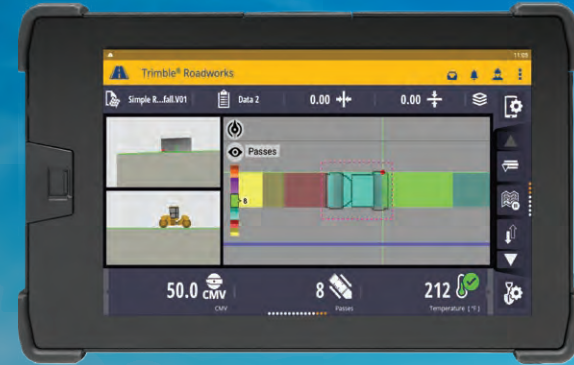 11:03
Trimble® Roadworks
Simple R...fall.V01
Data 2
0.00
0.00
Passes
8
50.0 CMV
8
212
CMV
Passes
Temperature [°F]